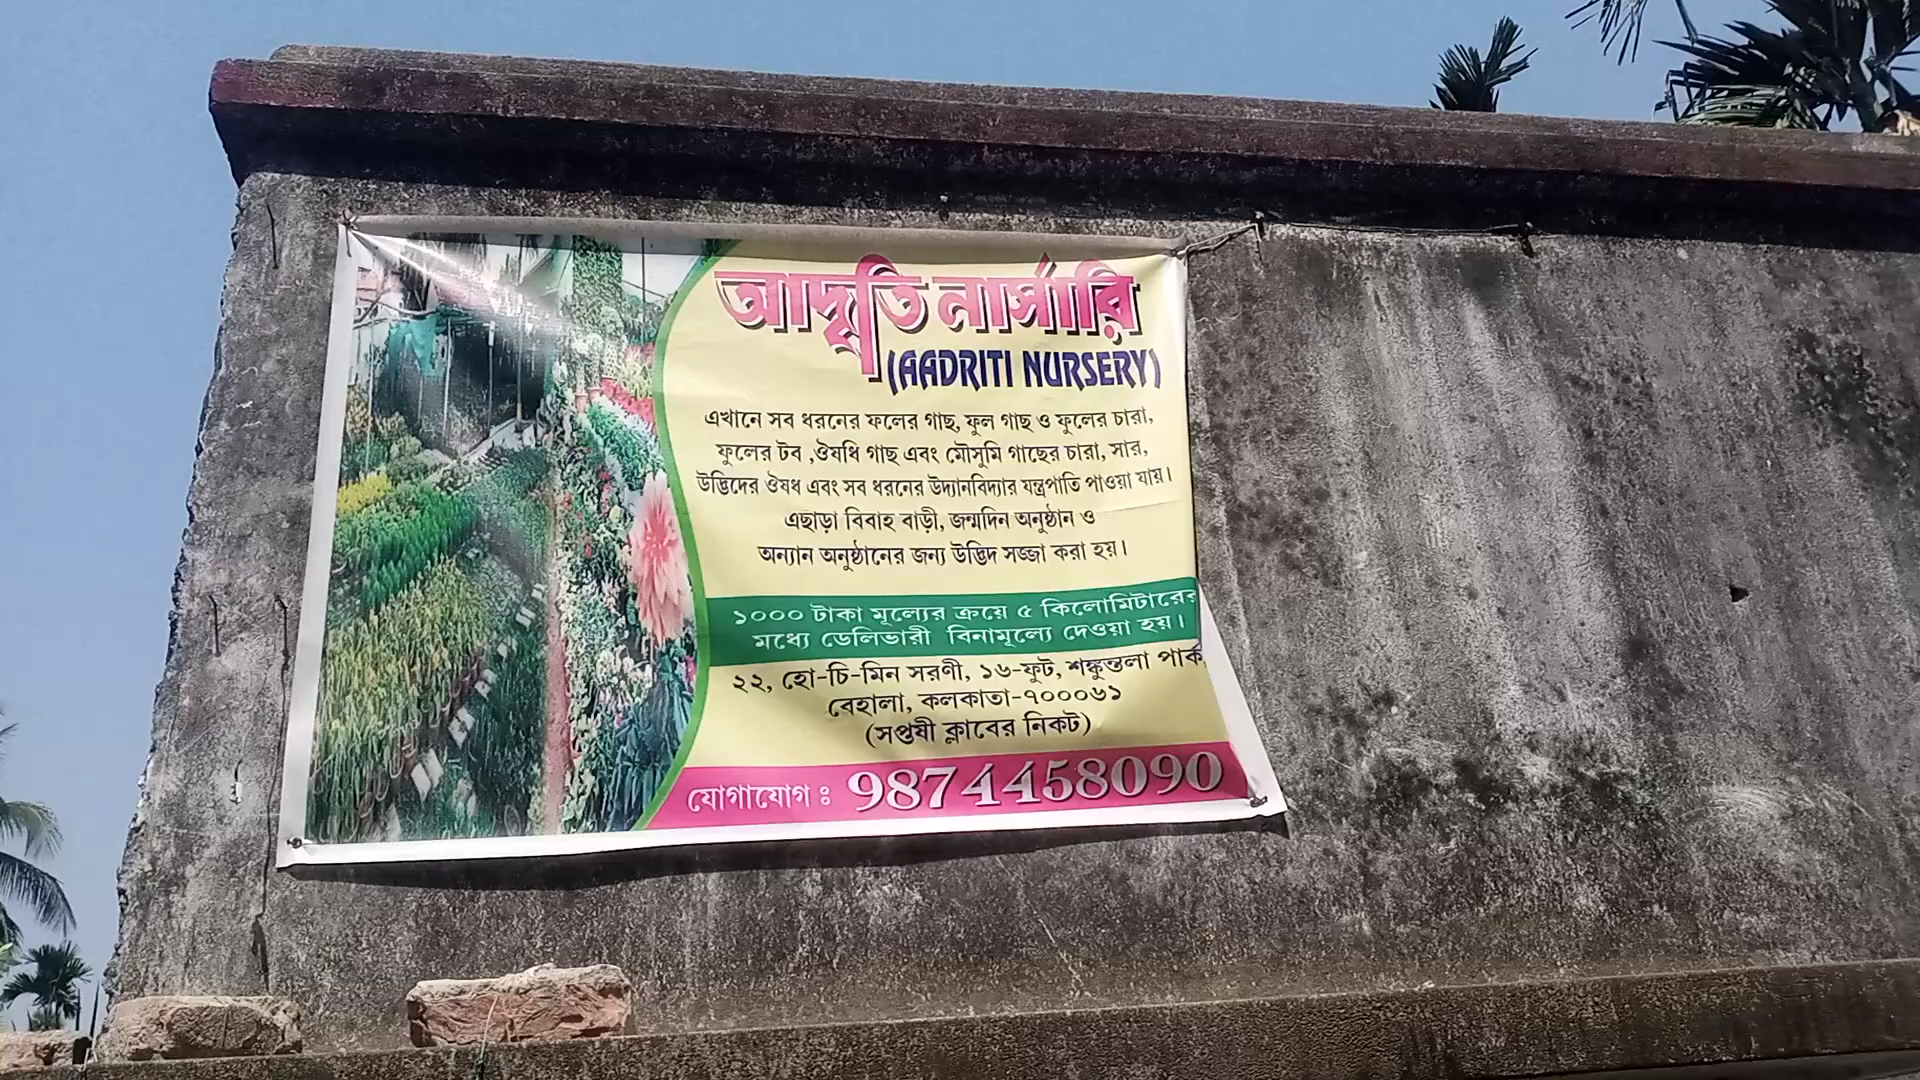 আদৃতি নার্সারি
(AADRITI NURSERY)
এখানে সব ধরনের ফলের গাছ, ফুল গাছ ও ফুলের চারা,
ফুলের টব ,ঔষধি গাছ এবং মৌসুমি গাছের চারা, সার,
উদ্ভিদের ঔষধ এবং সব ধরনের উদ্যানবিদ্যার যন্ত্রপাতি পাওয়া যায়।
এছাড়া বিবাহ বাড়ী, জন্মদিন অনুষ্ঠান ও
অন্যান অনুষ্ঠানের জন্য উদ্ভিদ সজ্জা করা হয়।
১০০০ টাকা মূল্যের ক্রয়ে ৫ কিলোমিটারের
মধ্যে ডেলিভারী বিনামূল্যে দেওয়া হয়।
২২, হো-চি-মিন সরণী, ১৬-ফুট, শঙ্কুন্তলা পার্ক,
বেহালা, কলকাতা-৭০০০৬১
(সপ্তষী ক্লাবের নিকট)
যোগাযোগ : 9874458090